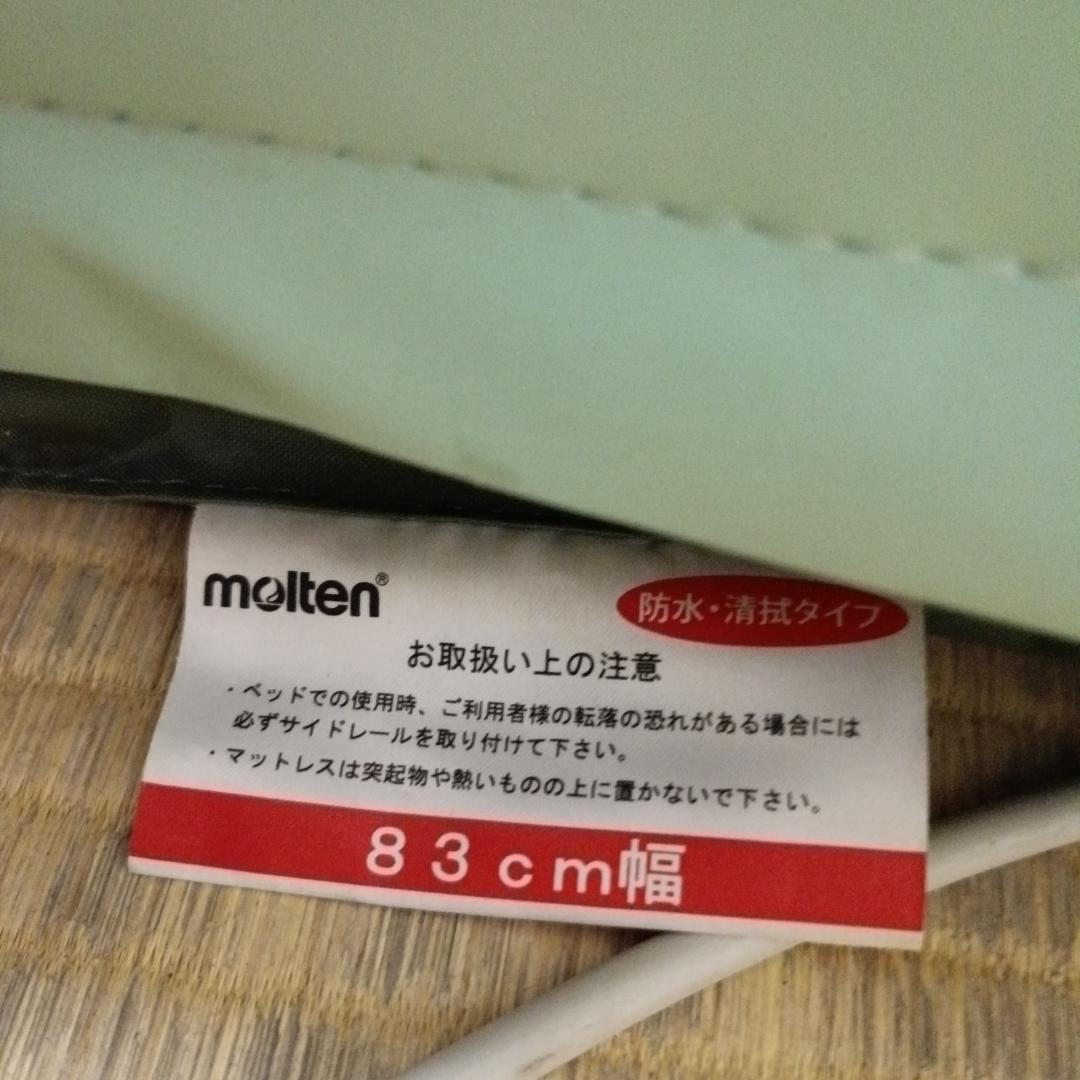 molten®
防水・清拭タイプ
お取扱い上の注意
・ベッドでの使用時、ご利用者様の転落の恐れがある場合には
必ずサイドレールを取り付けて下さい。
・マットレスは突起物や熱いものの上に置かないで下さい。
83cm幅